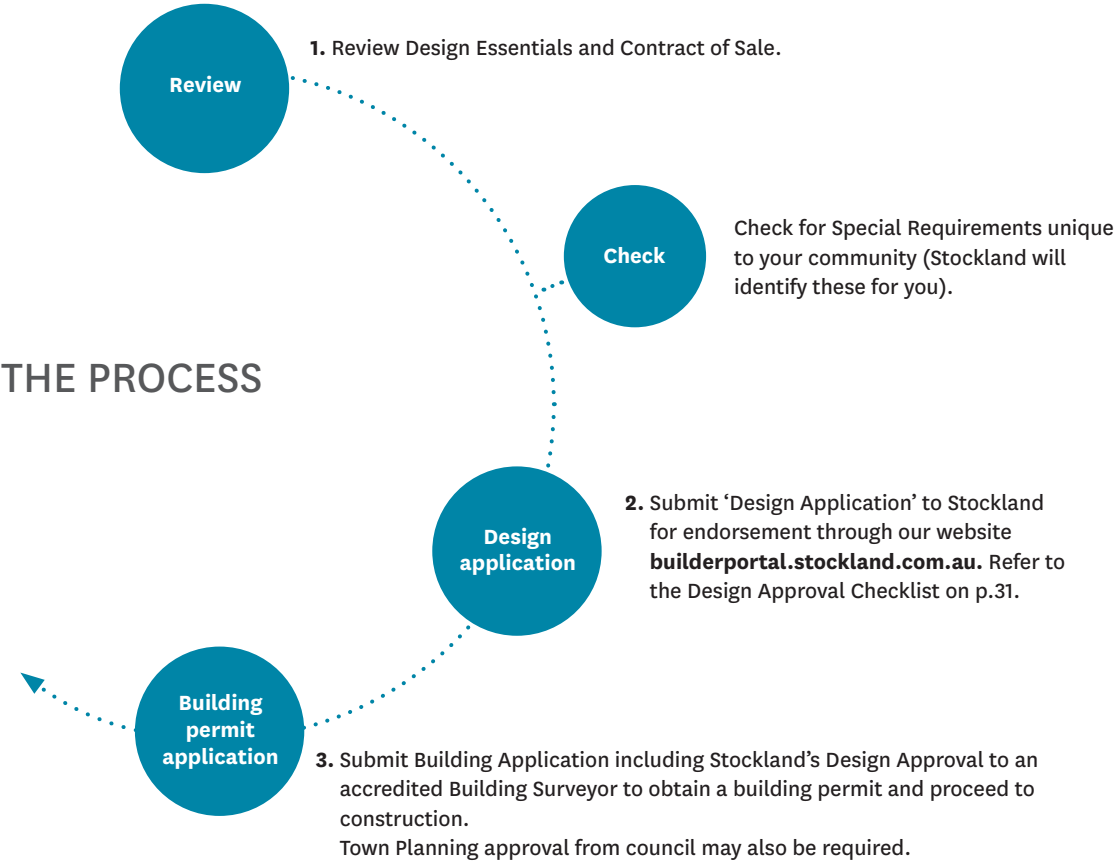 1. Review Design Essentials and Contract of Sale.
Review
Check for Special Requirements unique
to your community (Stockland will
identify these for you).
Check
THE PROCESS
2. Submit ‘Design Application’ to Stockland
for endorsement through our website
builderportal.stockland.com.au. Refer to
the Design Approval Checklist on p.31.
Design
application
Building
permit
application
3. Submit Building Application including Stockland’s Design Approval to an
accredited Building Surveyor to obtain a building permit and proceed to
construction.
Town Planning approval from council may also be required.